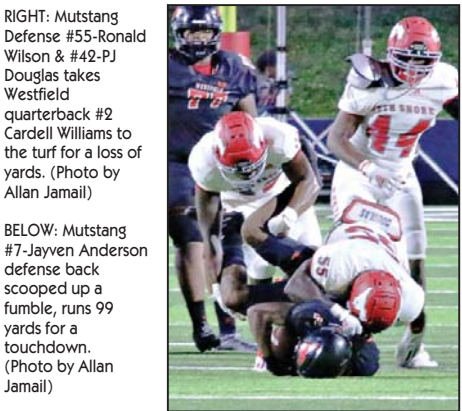 RIGHT: Mutstang
Defense #55-Ronald
Wilson & #42-PJ
Douglas takes
Westfield
quarterback #2
Cardell Williams to
the turf for a loss of
yards. (Photo by
Allan Jamail)
BELOW: Mutstang
#7-Jayven Anderson
defense back
scooped up a
fumble, runs 99
yards for a
touchdown.
(Photo by Allan
Jamail)
77
44
55